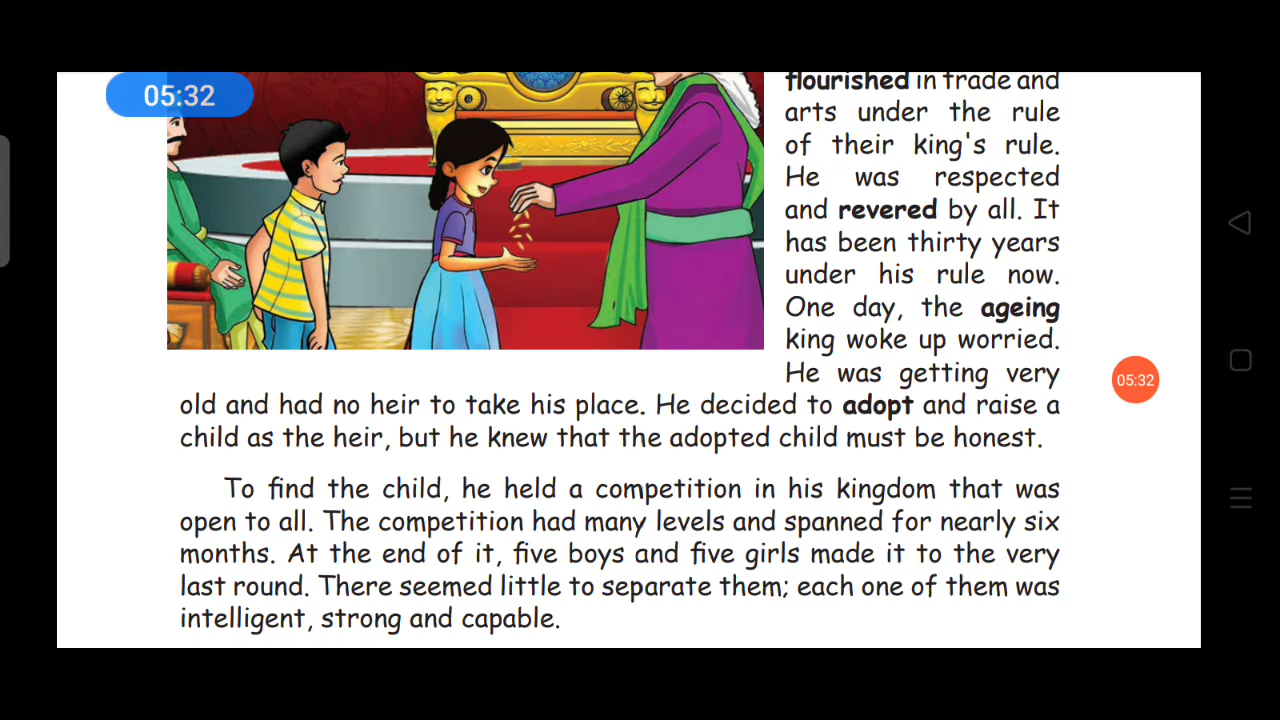 05:32
flourished in trade and
arts under the rule
of their king's rule.
He was respected
and revered by all. It
has been thirty years
under his rule now.
One day, the ageing
king woke up worried.
He was getting very
05:32
old and had no heir to take his place. He decided to adopt and raise a
child as the heir, but he knew that the adopted child must be honest.
To find the child, he held a competition in his kingdom that was
open to all. The competition had many levels and spanned for nearly six
months. At the end of it, five boys and five girls made it to the very
last round. There seemed little to separate them; each one of them was
intelligent, strong and capable.